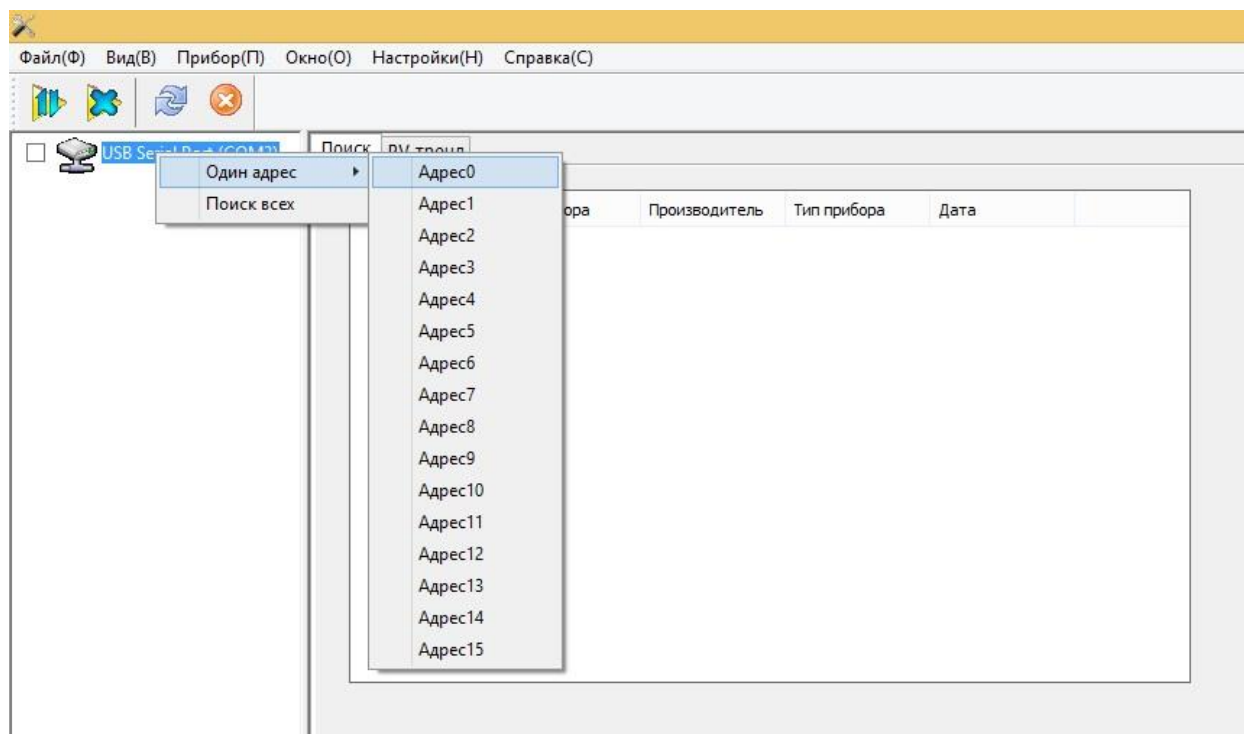 Файл(Ф) Вид(В) Прибор(П) Окно(О) Настройки(Н) Справка(С)
USB
Поиск
Один адрес
Поиск всех
Адрес0
Адрес1
Адрес2
Адрес3
Адрес4
Адрес5
Адрес6
Адрес7
Адрес8
Адрес9
Адрес10
Адрес11
Адрес12
Адрес13
Адрес14
Адрес15
Производитель Тип прибора Дата